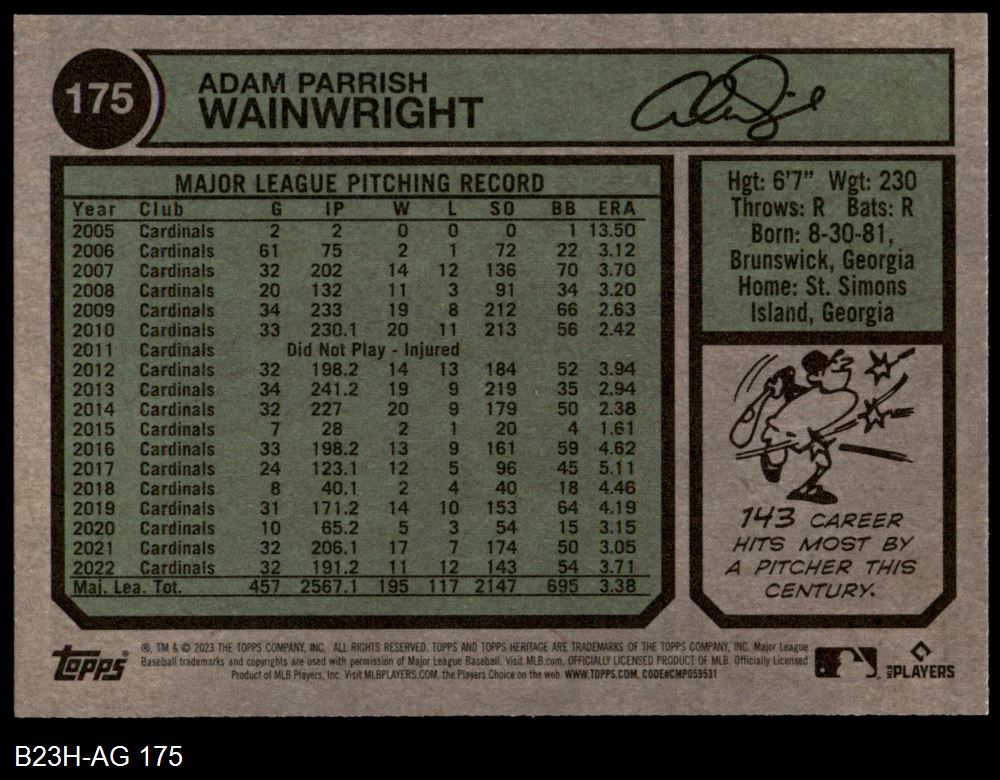 175
ADAM PARRISH
WAINWRIGHT
MAJOR LEAGUE PITCHING RECORD
Year Club G IP W L SO BB ERA
2005 Cardinals 2 2 0 0 0 1 13.50
2006 Cardinals 61 75 2 1 72 22 3.12
2007 Cardinals 32 202 14 12 136 70 3.70
2008 Cardinals 20 132 11 3 91 34 3.20
2009 Cardinals 34 233 19 8 212 66 2.63
2010 Cardinals 33 230.1 20 11 213 56 2.42
2011 Cardinals Did Not Play - Injured
2012 Cardinals 32 198.2 14 13 184 52 3.94
2013 Cardinals 34 241.2 19 9 219 35 2.94
2014 Cardinals 32 227 20 9 179 50 2.38
2015 Cardinals 7 28 2 1 20 4 1.61
2016 Cardinals 33 198.2 13 9 161 59 4.62
2017 Cardinals 24 123.1 12 5 96 45 5.11
2018 Cardinals 8 40.1 2 4 40 18 4.46
2019 Cardinals 31 171.2 14 10 153 64 4.19
2020 Cardinals 10 65.2 5 3 54 15 3.15
2021 Cardinals 32 206.1 17 7 174 50 3.05
2022 Cardinals 32 191.2 11 12 143 54 3.71
Maj. Lea. Tot. 457 2567.1 195 117 2147 695 3.38
Hgt: 6'7" Wgt: 230
Throws: R Bats: R
Born: 8-30-81,
Brunswick, Georgia
Home: St. Simons
Island, Georgia
143 CAREER
HITS MOST BY
A PITCHER THIS
CENTURY.
Topps
®, TM & © 2023 THE TOPPS COMPANY, INC. ALL RIGHTS RESERVED. TOPPS AND TOPPS HERITAGE ARE TRADEMARKS OF THE TOPPS COMPANY, INC. Major League
Baseball trademarks and copyrights are used with permission of Major League Baseball. Visit MLB.com. OFFICIALLY LICENSED PRODUCT OF MLB. Officially Licensed
Product of MLB Players, Inc. Visit MLBPLAYERS.COM, the Players Choice on the web. WWW.TOPPS.COM. CODE#CMP059531
MLB PLAYERS
B23H-AG 175